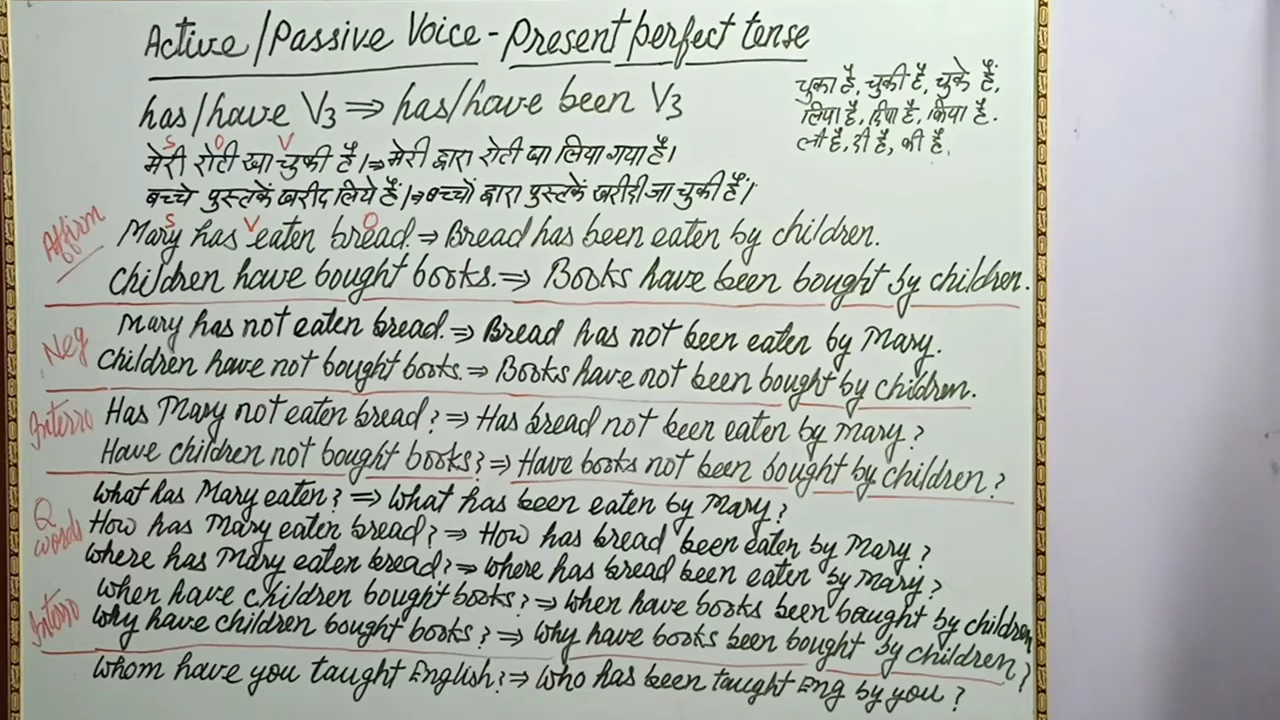 Active/Passive Voice - Present perfect tense
has/have V3 ⇒ has/have been V3
चुका है, चुकी है, चुके हैं,
लिया है, दिया है, किया है.
ली है, दी है, की है.
S O V
मेरी रोटी खा चुकी है।⇒मेरी द्वारा रोटी खा लिया गया है।
बच्चे पुस्तकें खरीद लिये हैं।⇒बच्चों द्वारा पुस्तकें खरीदी जा चुकी हैं।
S V O
Affirm
Mary has eaten bread.⇒Bread has been eaten by children.
Children have bought books.⇒ Books have been bought by children.
Neg
Mary has not eaten bread.⇒ Bread has not been eaten by Mary.
Children have not bought books.⇒ Books have not been bought by children.
Interro
Has Mary not eaten bread?⇒ Has bread not been eaten by Mary?
Have children not bought books?⇒ Have books not been bought by children?
Q words
What has Mary eaten?⇒ What has been eaten by Mary?
How has Mary eaten bread?⇒ How has bread been eaten by Mary?
Where has Mary eaten bread?⇒ Where has bread been eaten by Mary?
Interro
When have children bought books?⇒ When have books been bought by children
Why have children bought books?⇒ Why have books been bought by children?
Whom have you taught English?⇒ Who has been taught Eng by you?